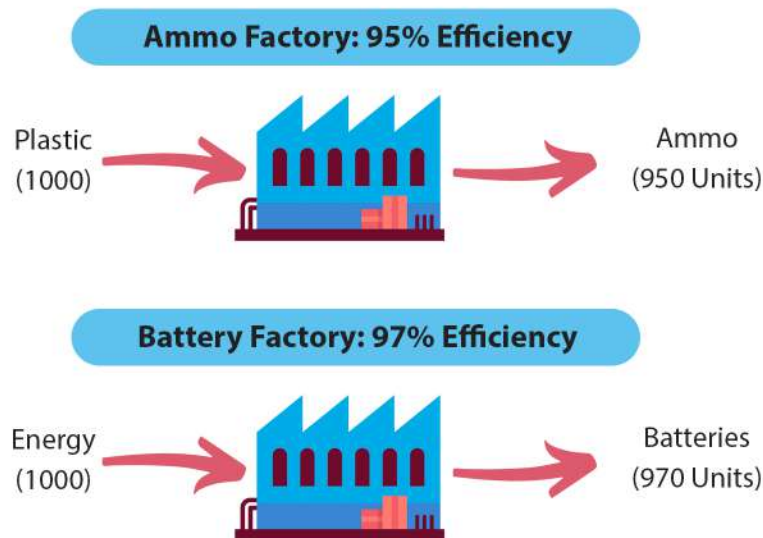 Ammo Factory: 95% Efficiency
Plastic
(1000)
Ammo
(950 Units)
Battery Factory: 97% Efficiency
Energy
(1000)
Batteries
(970 Units)